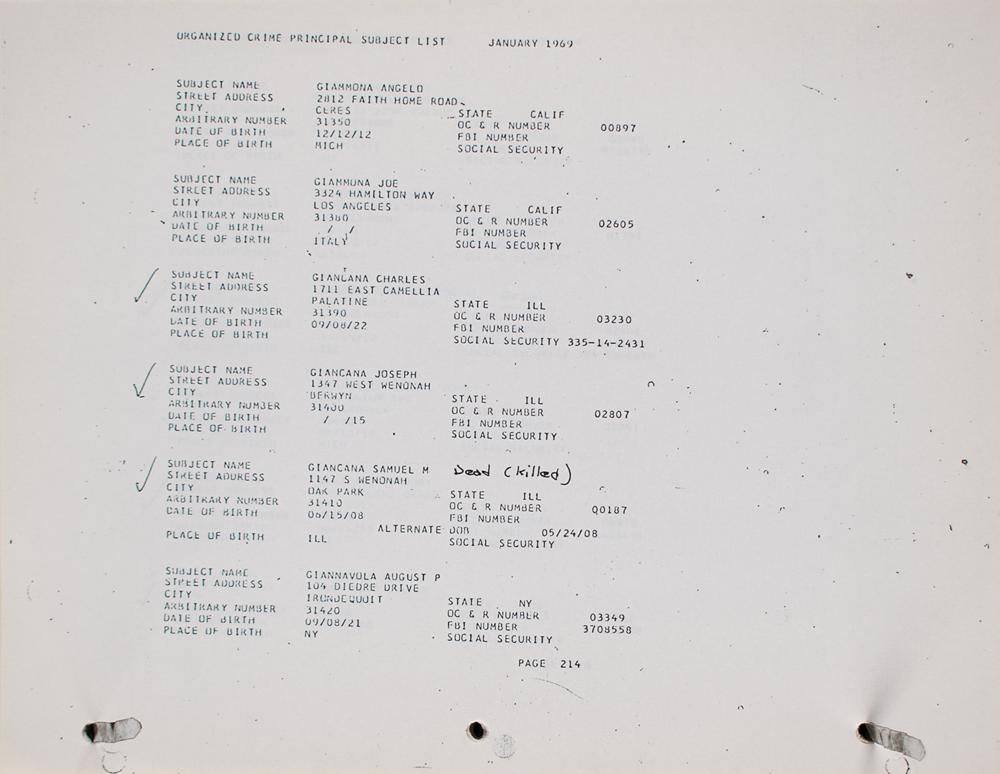 ORGANIZED CRIME PRINCIPAL SUBJECT LIST JANUARY 1969
SUBJECT NAME GIAMMONA ANGELO
STREET ADDRESS 2812 FAITH HOME ROAD
CITY CERES STATE CALIF
ARBITRARY NUMBER 31350 OC & R NUMBER 00897
DATE OF BIRTH 12/12/12 FBI NUMBER
PLACE OF BIRTH MICH SOCIAL SECURITY
SUBJECT NAME GIAMMONA JOE
STREET ADDRESS 3324 HAMILTON WAY
CITY LOS ANGELES STATE CALIF
ARBITRARY NUMBER 31380 OC & R NUMBER 02605
DATE OF BIRTH / / FBI NUMBER
PLACE OF BIRTH ITALY SOCIAL SECURITY
SUBJECT NAME GIANCANA CHARLES
STREET ADDRESS 1711 EAST CAMELLIA
CITY PALATINE STATE ILL
ARBITRARY NUMBER 31390 OC & R NUMBER 03230
DATE OF BIRTH 09/08/22 FBI NUMBER
PLACE OF BIRTH SOCIAL SECURITY 335-14-2431
SUBJECT NAME GIANCANA JOSEPH
STREET ADDRESS 1347 WEST WENONAH
CITY BERWYN STATE ILL
ARBITRARY NUMBER 31400 OC & R NUMBER 02807
DATE OF BIRTH / /15 FBI NUMBER
PLACE OF BIRTH SOCIAL SECURITY
SUBJECT NAME GIANCANA SAMUEL M Dead (killed)
STREET ADDRESS 1147 S WENONAH
CITY OAK PARK STATE ILL
ARBITRARY NUMBER 31410 OC & R NUMBER Q0187
DATE OF BIRTH 06/15/08 FBI NUMBER
ALTERNATE DOB 05/24/08
PLACE OF BIRTH ILL SOCIAL SECURITY
SUBJECT NAME GIANNAVOLA AUGUST P
STREET ADDRESS 104 DIEDRE DRIVE
CITY IRONDEQUOIT STATE NY
ARBITRARY NUMBER 31420 OC & R NUMBER 03349
DATE OF BIRTH 09/08/21 FBI NUMBER 3708558
PLACE OF BIRTH NY SOCIAL SECURITY
PAGE 214